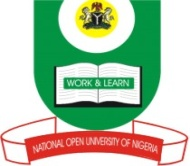 WORK & LEARN
NATIONAL OPEN UNIVERSITY OF NIGERIA